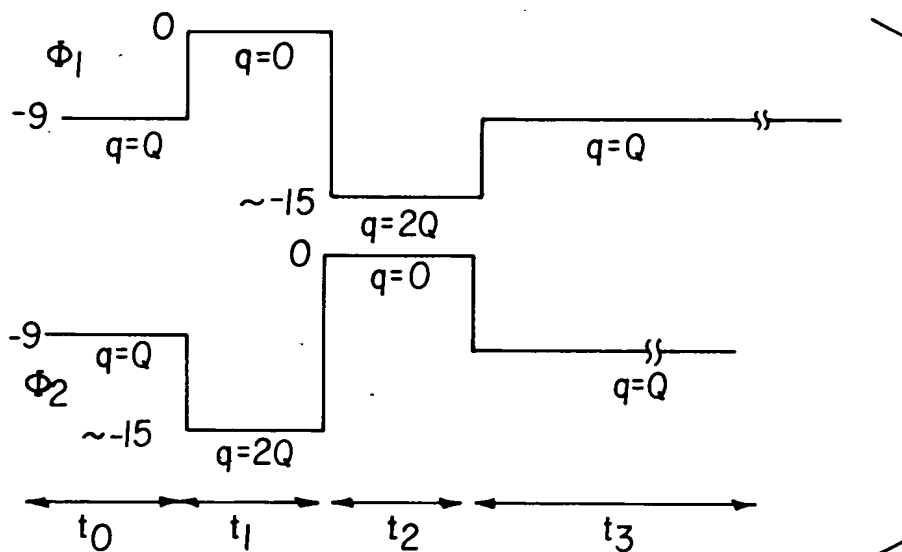 0
Φ1
q=0
-9
q=Q
q=Q
~-15
q=2Q
0
q=0
-9
q=Q
q=Q
Φ2
~-15
q=2Q
t0 t1 t2 t3